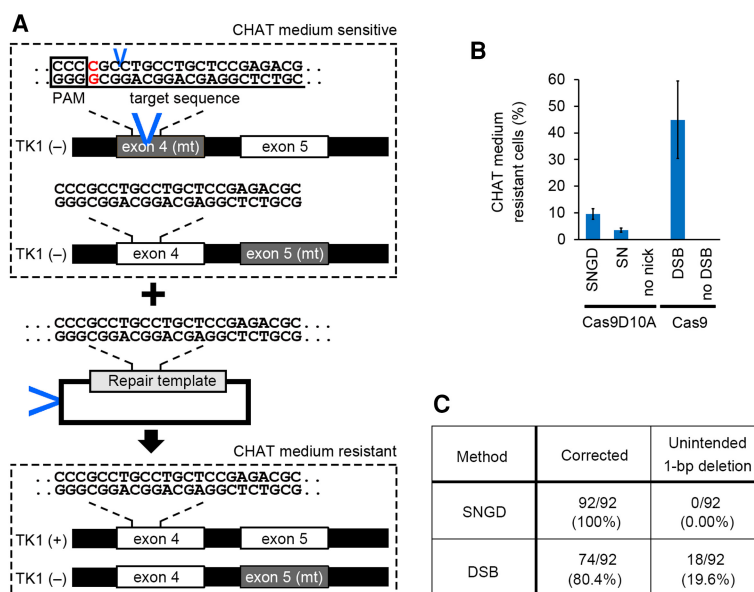 A
CHAT medium sensitive
. . CCCCGCCTGCCTGCTCCGAGACG
. . GGGGCGGACGGACGAGGCTCTGC
PAM target sequence
TK1 (–) exon 4 (mt) exon 5
CCCGCCTGCCTGCTCCGAGACGC
GGGCGGACGGACGAGGCTCTGCG
TK1 (–) exon 4 exon 5 (mt)
+
. . . CCCGCCTGCCTGCTCCGAGACGC . . .
. . . GGGCGGACGGACGAGGCTCTGCG . . .
Repair template
CHAT medium resistant
. . CCCGCCTGCCTGCTCCGAGACGC . .
. . GGGCGGACGGACGAGGCTCTGCG . .
TK1 (+) exon 4 exon 5
TK1 (–) exon 4 exon 5 (mt)
B
CHAT medium
resistant cells (%)
60
50
40
30
20
10
0
SNGD
SN
no nick
DSB
no DSB
Cas9D10A Cas9
C
Method Corrected Unintended
1-bp deletion
SNGD 92/92 (100%) 0/92 (0.00%)
DSB 74/92 (80.4%) 18/92 (19.6%)